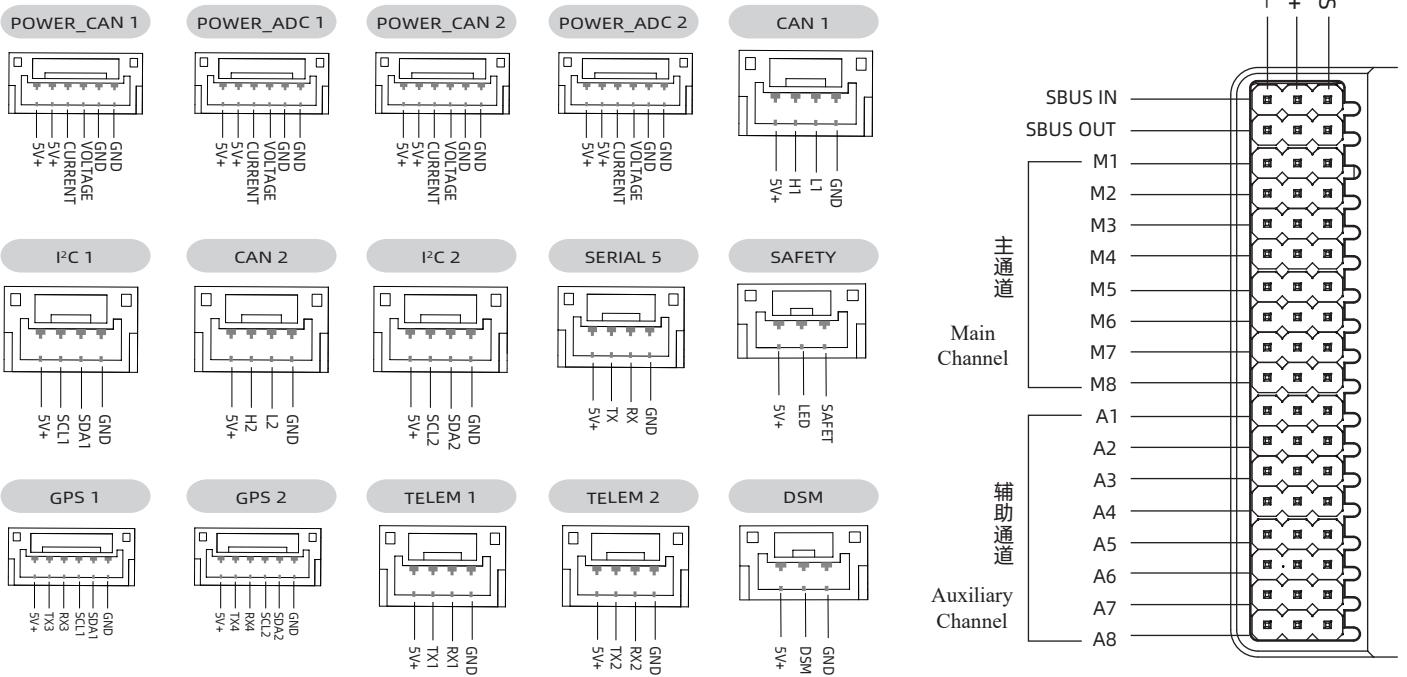 POWER_CAN 1
5V+
5V+
CURRENT
VOLTAGE
GND
GND
POWER_ADC 1
5V+
5V+
CURRENT
VOLTAGE
GND
GND
POWER_CAN 2
5V+
5V+
CURRENT
VOLTAGE
GND
GND
POWER_ADC 2
5V+
5V+
CURRENT
VOLTAGE
GND
GND
CAN 1
5V+
H1
L1
GND
I²C 1
5V+
SCL1
SDA1
GND
CAN 2
5V+
H2
L2
GND
I²C 2
5V+
SCL2
SDA2
GND
SERIAL 5
5V+
TX
RX
GND
SAFETY
5V+
LED
SAFET
GPS 1
5V+
TX3
RX3
SCL1
SDA1
GND
GPS 2
5V+
TX4
RX4
SCL2
SDA2
GND
TELEM 1
5V+
TX1
RX1
GND
TELEM 2
5V+
TX2
RX2
GND
DSM
5V+
DSM
GND
-
+
S
SBUS IN
SBUS OUT
M1
M2
M3
M4
M5
M6
M7
M8
主通道
Main
Channel
A1
A2
A3
A4
A5
A6
A7
A8
辅助通道
Auxiliary
Channel